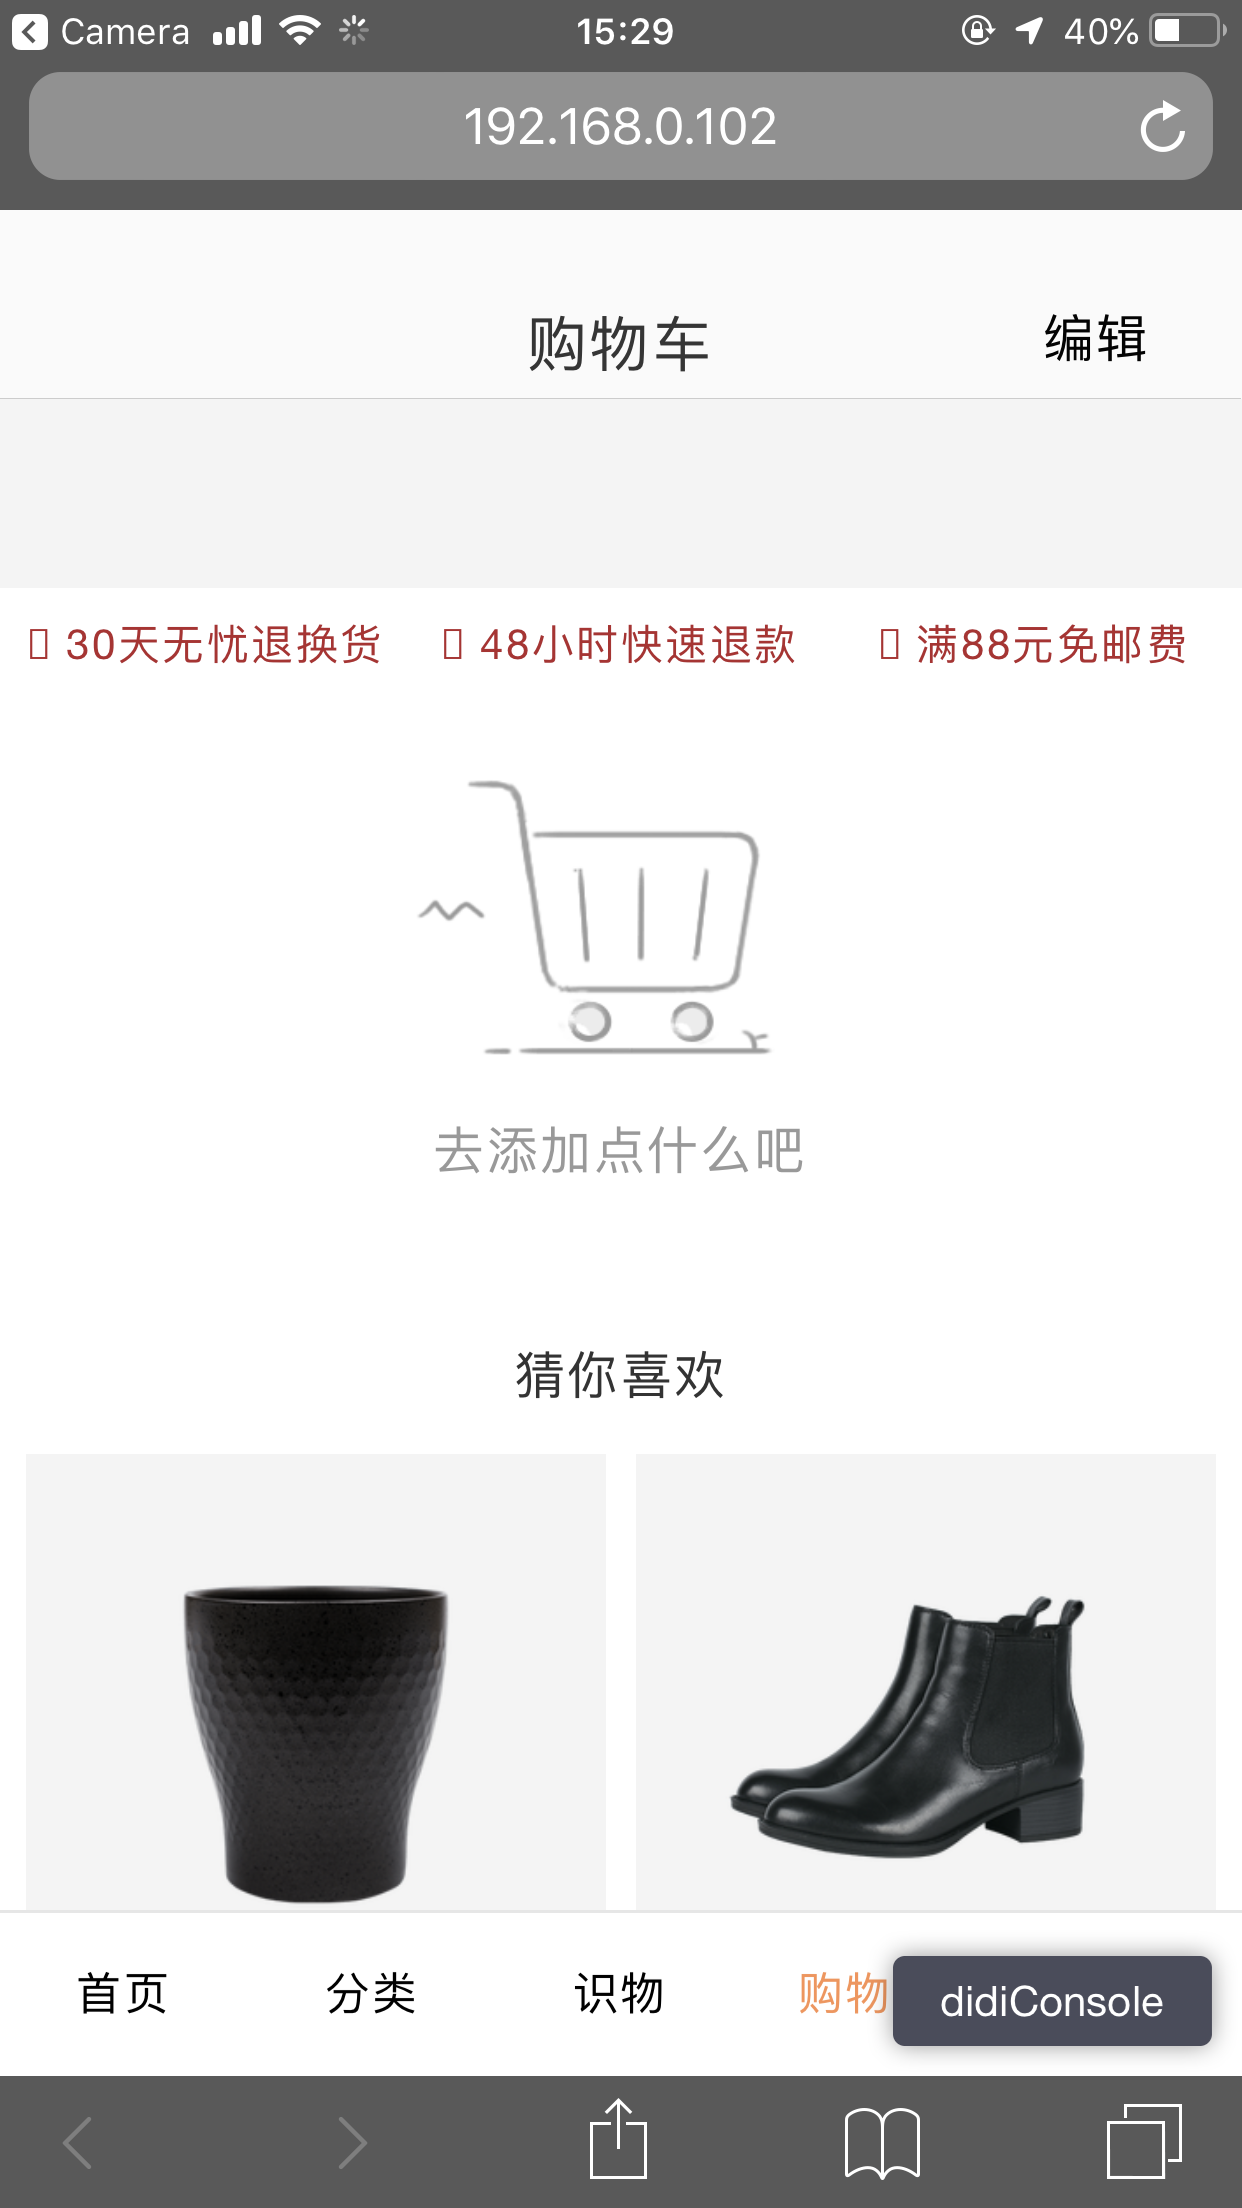 Camera 15:29 40%
192.168.0.102
购物车 编辑
30天无忧退换货 48小时快速退款 满88元免邮费
去添加点什么吧
猜你喜欢
首页 分类 识物 购物 didiConsole